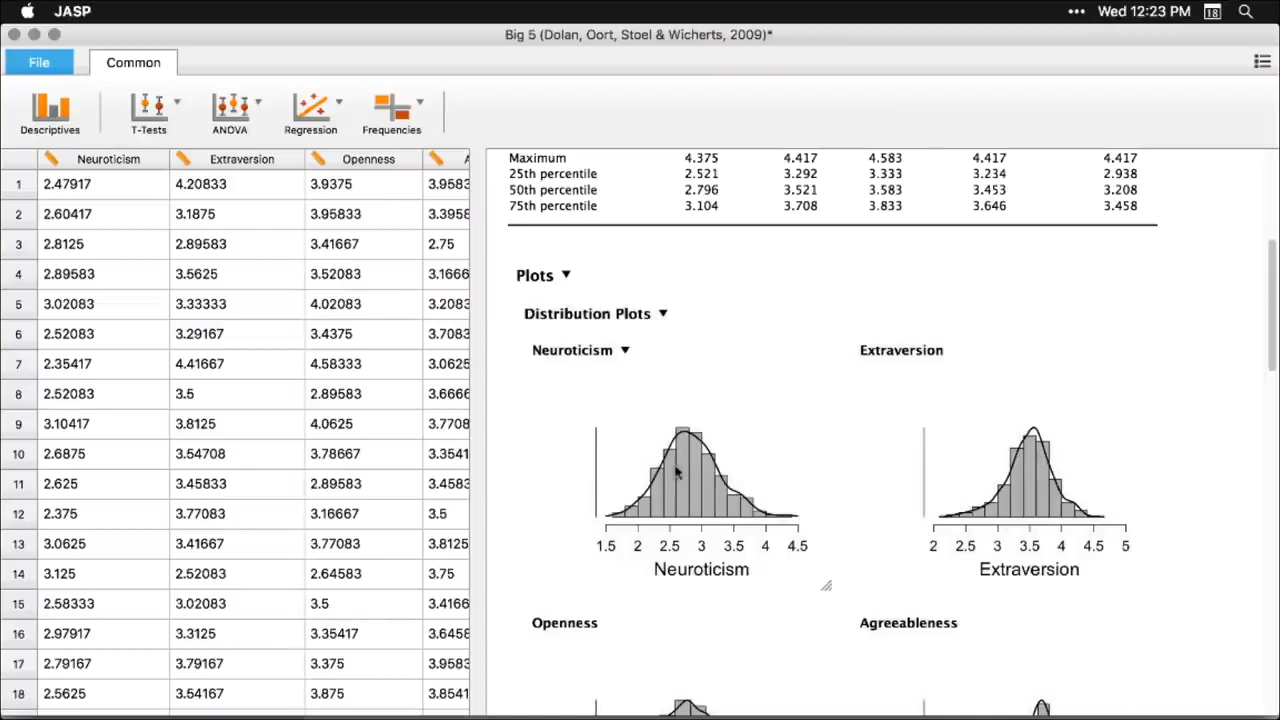 JASP
••• Wed 12:23 PM 18
Big 5 (Dolan, Oort, Stoel & Wicherts, 2009)*
File Common
Descriptives T-Tests ANOVA Regression Frequencies
Neuroticism Extraversion Openness A
1 2.47917 4.20833 3.9375 3.9583
2 2.60417 3.1875 3.95833 3.3958
3 2.8125 2.89583 3.41667 2.75
4 2.89583 3.5625 3.52083 3.1666
5 3.02083 3.33333 4.02083 3.2083
6 2.52083 3.29167 3.4375 3.7083
7 2.35417 4.41667 4.58333 3.0625
8 2.52083 3.5 2.89583 3.6666
9 3.10417 3.8125 4.0625 3.7708
10 2.6875 3.54708 3.78667 3.3541
11 2.625 3.45833 2.89583 3.4583
12 2.375 3.77083 3.16667 3.5
13 3.0625 3.41667 3.77083 3.8125
14 3.125 2.52083 2.64583 3.75
15 2.58333 3.02083 3.5 3.4166
16 2.97917 3.3125 3.35417 3.6458
17 2.79167 3.79167 3.375 3.9583
18 2.5625 3.54167 3.875 3.8541
Maximum 4.375 4.417 4.583 4.417 4.417
25th percentile 2.521 3.292 3.333 3.234 2.938
50th percentile 2.796 3.521 3.583 3.453 3.208
75th percentile 3.104 3.708 3.833 3.646 3.458
Plots
Distribution Plots
Neuroticism Extraversion
1.5 2 2.5 3 3.5 4 4.5
Neuroticism
2 2.5 3 3.5 4 4.5 5
Extraversion
Openness Agreeableness